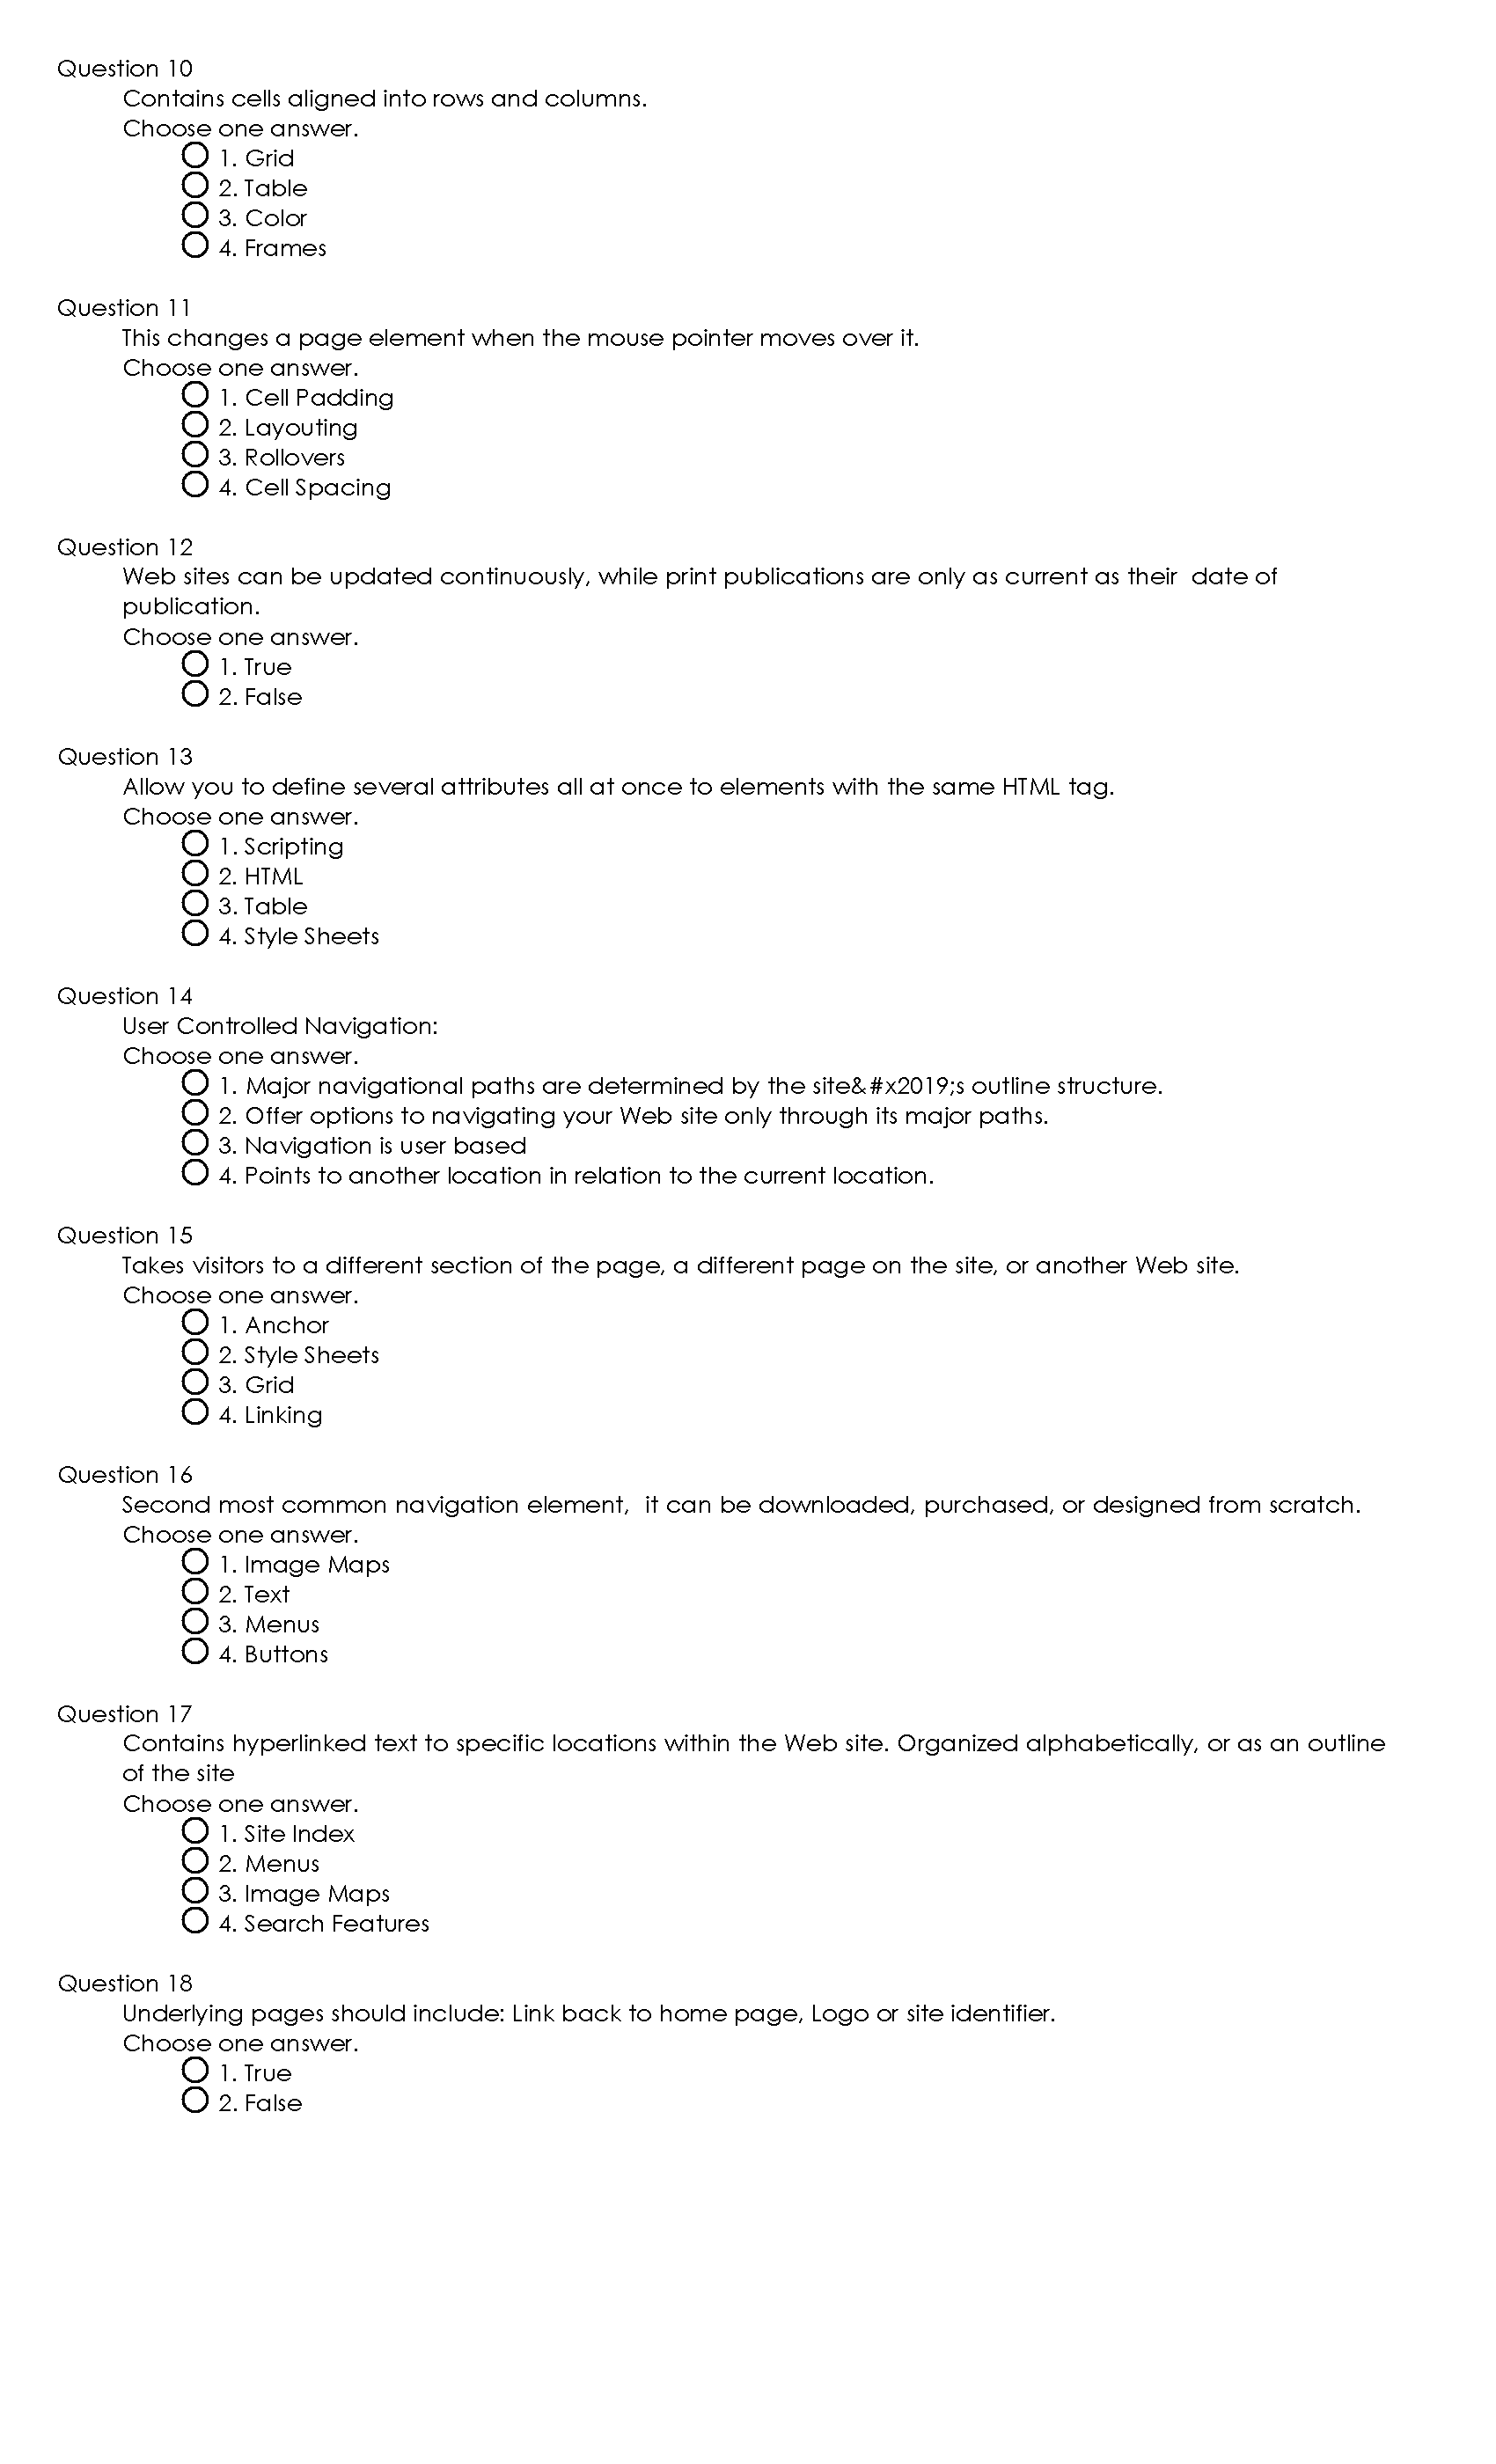 Question 10
Contains cells aligned into rows and columns.
Choose one answer.
1. Grid
2. Table
3. Color
4. Frames
Question 11
This changes a page element when the mouse pointer moves over it.
Choose one answer.
1. Cell Padding
2. Layouting
3. Rollovers
4. Cell Spacing
Question 12
Web sites can be updated continuously, while print publications are only as current as their  date of
publication.
Choose one answer.
1. True
2. False
Question 13
Allow you to define several attributes all at once to elements with the same HTML tag.
Choose one answer.
1. Scripting
2. HTML
3. Table
4. Style Sheets
Question 14
User Controlled Navigation:
Choose one answer.
1. Major navigational paths are determined by the site&#x2019;s outline structure.
2. Offer options to navigating your Web site only through its major paths.
3. Navigation is user based
4. Points to another location in relation to the current location.
Question 15
Takes visitors to a different section of the page, a different page on the site, or another Web site.
Choose one answer.
1. Anchor
2. Style Sheets
3. Grid
4. Linking
Question 16
Second most common navigation element,  it can be downloaded, purchased, or designed from scratch.
Choose one answer.
1. Image Maps
2. Text
3. Menus
4. Buttons
Question 17
Contains hyperlinked text to specific locations within the Web site. Organized alphabetically, or as an outline
of the site
Choose one answer.
1. Site Index
2. Menus
3. Image Maps
4. Search Features
Question 18
Underlying pages should include: Link back to home page, Logo or site identifier.
Choose one answer.
1. True
2. False